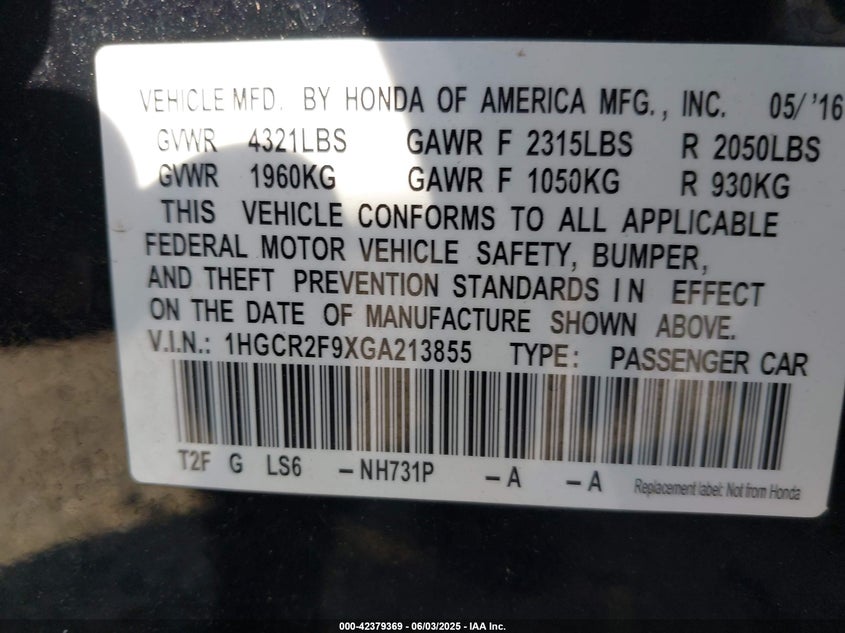 VEHICLE MFD. BY HONDA OF AMERICA MFG., INC. 05/ '16
GVWR 4321LBS GAWR F 2315LBS R 2050LBS
GVWR 1960KG GAWR F 1050KG R 930KG
THIS VEHICLE CONFORMS TO ALL APPLICABLE
FEDERAL MOTOR VEHICLE SAFETY, BUMPER,
AND THEFT PREVENTION STANDARDS IN EFFECT
ON THE DATE OF MANUFACTURE SHOWN ABOVE.
V.I.N.: 1HGCR2F9XGA213855 TYPE: PASSENGER CAR
T2F G LS6 –NH731P –A –A Replacement label: Not from Honda
000-42379369 - 06/03/2025 - IAA Inc.